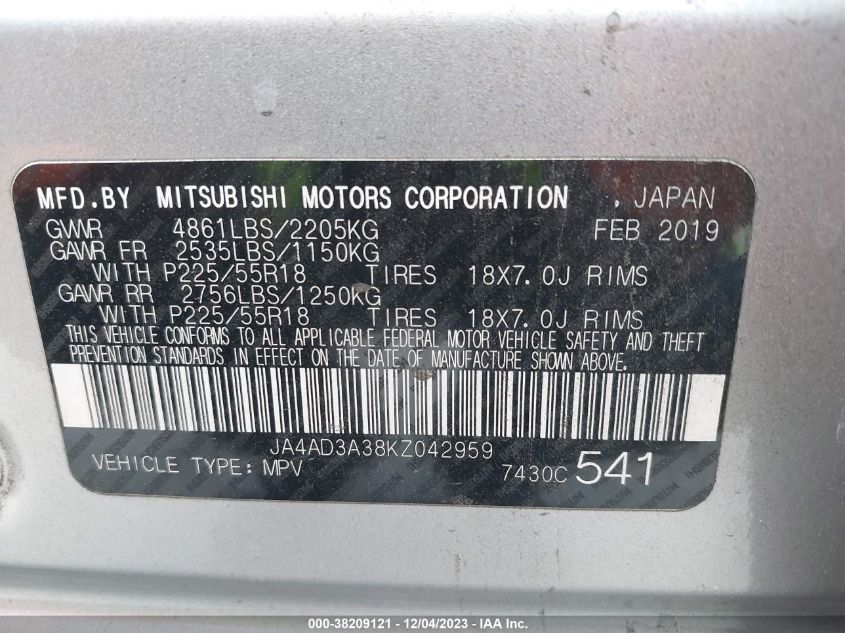 MFD.BY MITSUBISHI MOTORS CORPORATION , JAPAN
GVWR 4861LBS/2205KG FEB 2019
GAWR FR 2535LBS/1150KG
WITH P225/55R18 TIRES 18X7.0J RIMS
GAWR RR 2756LBS/1250KG
WITH P225/55R18 TIRES 18X7.0J RIMS
THIS VEHICLE CONFORMS TO ALL APPLICABLE FEDERAL MOTOR VEHICLE SAFETY AND THEFT
PREVENTION STANDARDS IN EFFECT ON THE DATE OF MANUFACTURE SHOWN ABOVE.
JA4AD3A38KZ042959
VEHICLE TYPE: MPV 7430C 541
000-38209121 - 12/04/2023 - IAA Inc.